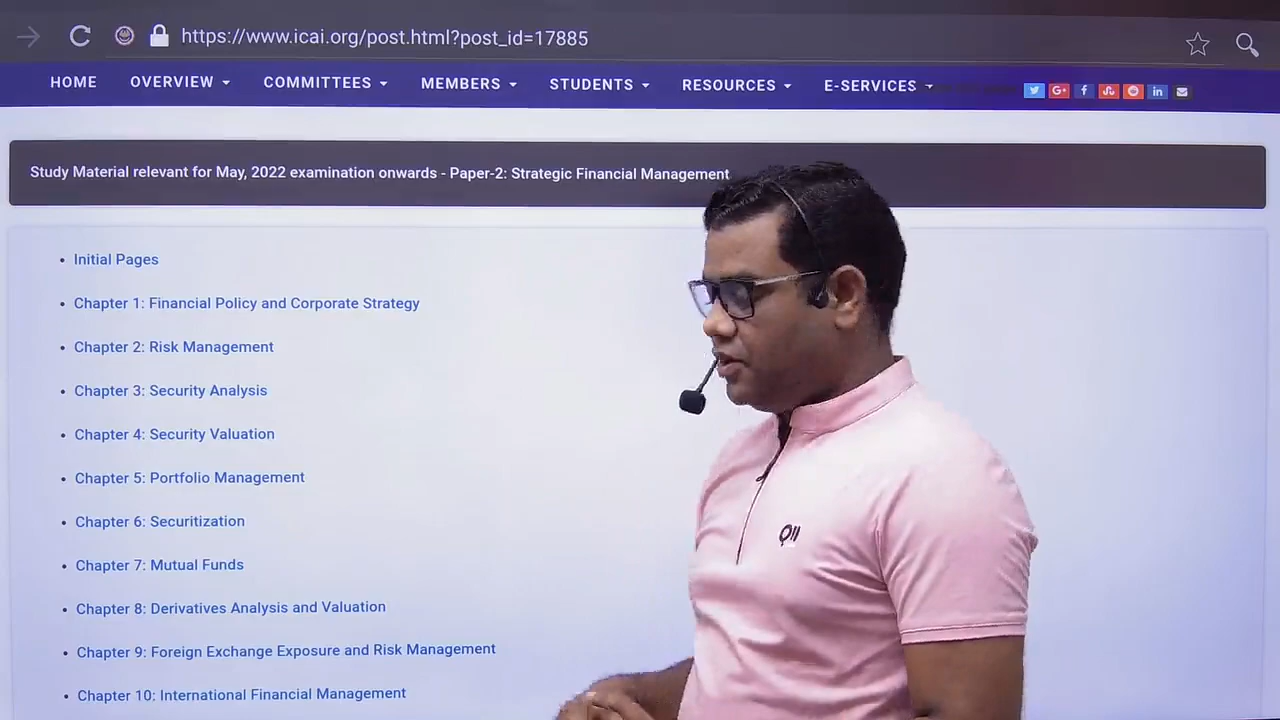 https://www.icai.org/post.html?post_id=17885
HOME OVERVIEW COMMITTEES MEMBERS STUDENTS RESOURCES E-SERVICES
Study Material relevant for May, 2022 examination onwards - Paper-2: Strategic Financial Management
Initial Pages
Chapter 1: Financial Policy and Corporate Strategy
Chapter 2: Risk Management
Chapter 3: Security Analysis
Chapter 4: Security Valuation
Chapter 5: Portfolio Management
Chapter 6: Securitization
Chapter 7: Mutual Funds
Chapter 8: Derivatives Analysis and Valuation
Chapter 9: Foreign Exchange Exposure and Risk Management
Chapter 10: International Financial Management